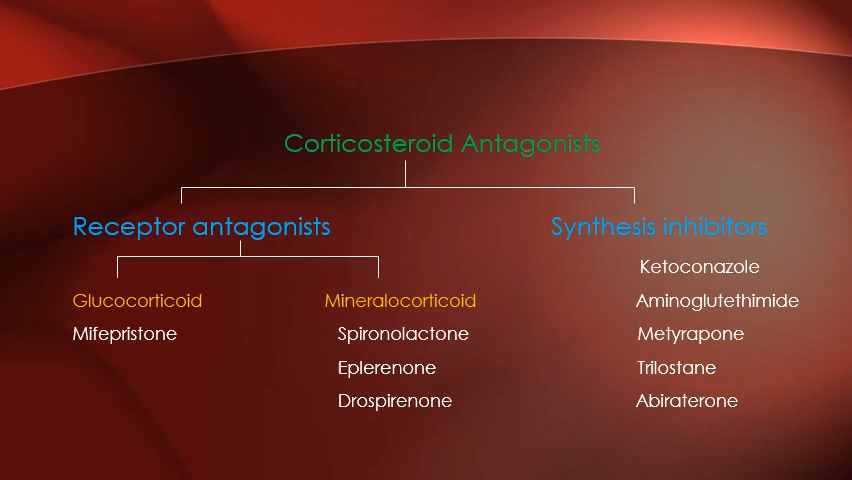 Corticosteroid Antagonists
Receptor antagonists
Synthesis inhibitors
Glucocorticoid
Mifepristone
Mineralocorticoid
Spironolactone
Eplerenone
Drospirenone
Ketoconazole
Aminoglutethimide
Metyrapone
Trilostane
Abiraterone